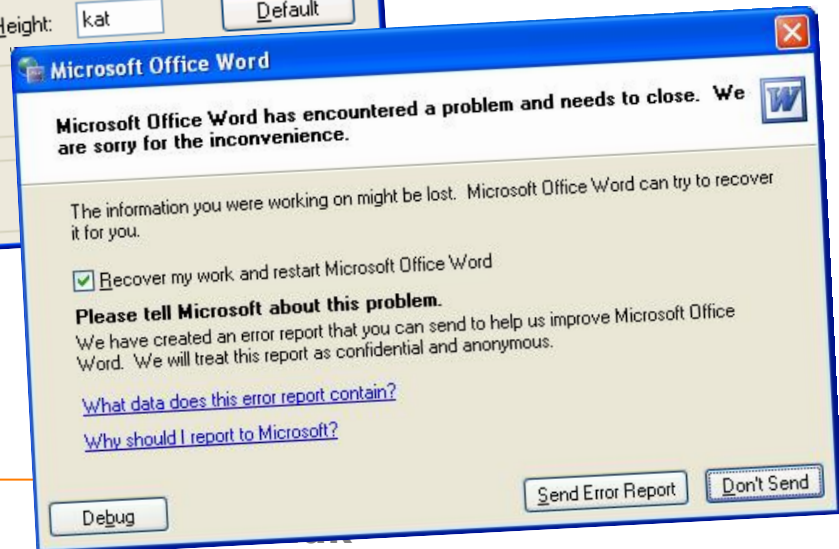 Height: kat Default
Microsoft Office Word
Microsoft Office Word has encountered a problem and needs to close. We
are sorry for the inconvenience.
The information you were working on might be lost. Microsoft Office Word can try to recover
it for you.
Recover my work and restart Microsoft Office Word
Please tell Microsoft about this problem.
We have created an error report that you can send to help us improve Microsoft Office
Word. We will treat this report as confidential and anonymous.
What data does this error report contain?
Why should I report to Microsoft?
Debug Send Error Report Don't Send